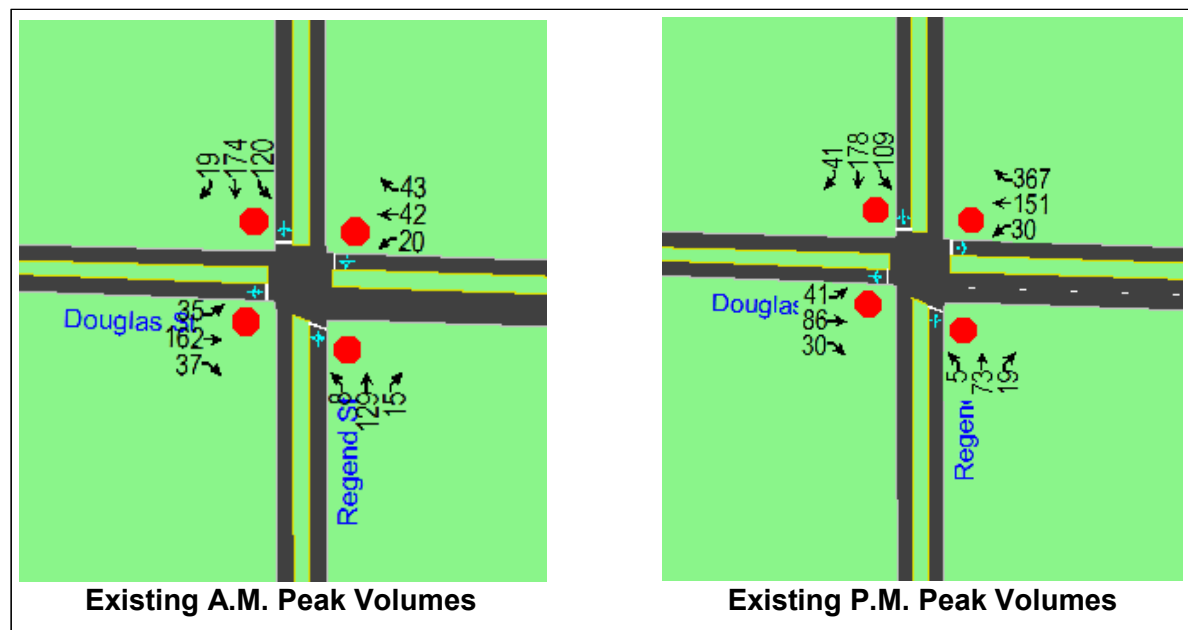 19 174 120
43
42
20
35
162
37
Douglas St
8 129 15
Regend St
Existing A.M. Peak Volumes
41 178 109
367
151
30
41
86
30
Douglas
5 73 19
Regend
Existing P.M. Peak Volumes